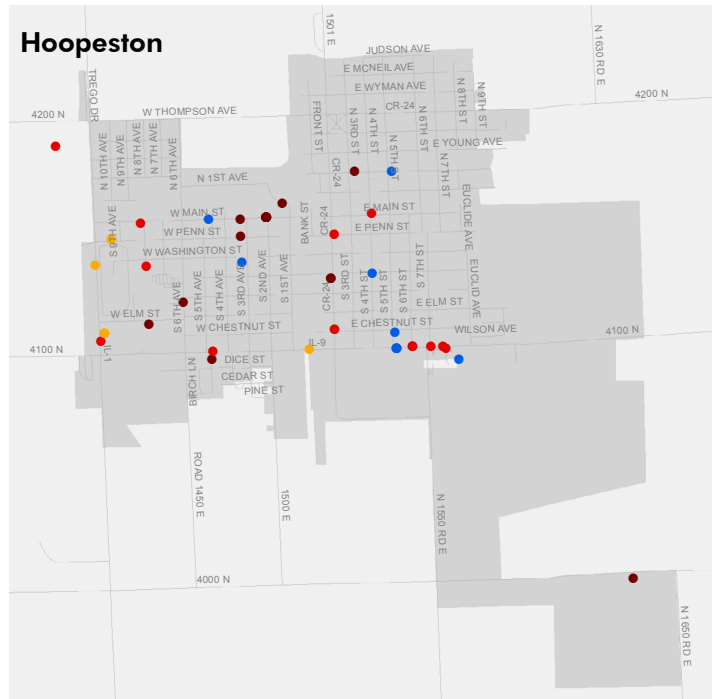 Hoopeston
1501 E
N 1630 RD E
JUDSON AVE
E MCNEIL AVE
TREGO DR
E WYMAN AVE
N 8TH ST
N 9TH ST
4200 N
CR-24
4200 N
W THOMPSON AVE
FRONT ST
N 3RD ST
N 4TH ST
N 5TH ST
N 6TH ST
N 10TH AVE
N 9TH AVE
N 8TH AVE
N 7TH AVE
N 6TH AVE
E YOUNG AVE
N 7TH ST
CR-24
N 1ST AVE
EUCLIDE AVE
W MAIN ST
E MAIN ST
BANK ST
CR-24
S 9TH AVE
W PENN ST
E PENN ST
W WASHINGTON ST
S 6TH AVE
S 5TH AVE
S 4TH AVE
S 3RD AVE
S 2ND AVE
S 1ST AVE
CR-24
S 3RD ST
S 4TH ST
S 5TH ST
S 6TH ST
S 7TH ST
EUCLID AVE
E ELM ST
W ELM ST
W CHESTNUT ST
E CHESTNUT ST
WILSON AVE
4100 N
4100 N
IL-1
IL-9
BIRCH LN
DICE ST
CEDAR ST
PINE ST
ROAD 1450 E
1500 E
N 1550 RD E
4000 N
N 1650 RD E